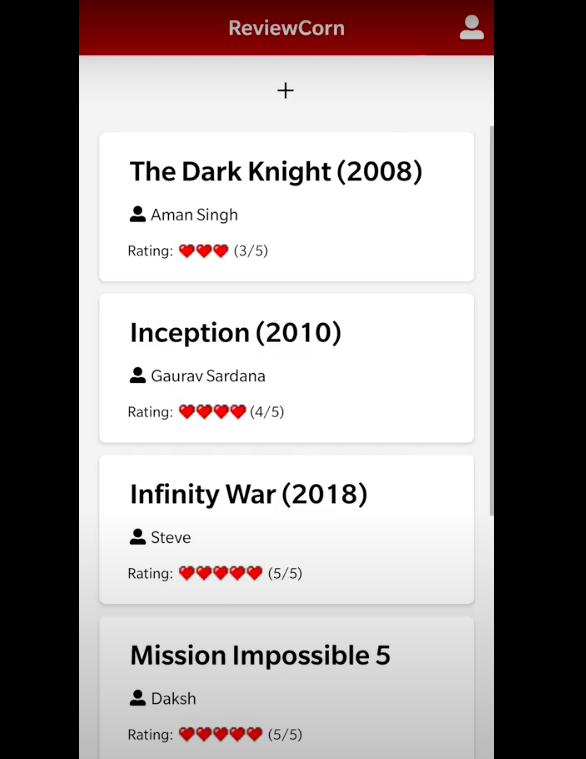 ReviewCorn
+
The Dark Knight (2008)
Aman Singh
Rating: ❤️❤️❤️ (3/5)
Inception (2010)
Gaurav Sardana
Rating: ❤️❤️❤️❤️ (4/5)
Infinity War (2018)
Steve
Rating: ❤️❤️❤️❤️❤️ (5/5)
Mission Impossible 5
Daksh
Rating: ❤️❤️❤️❤️❤️ (5/5)